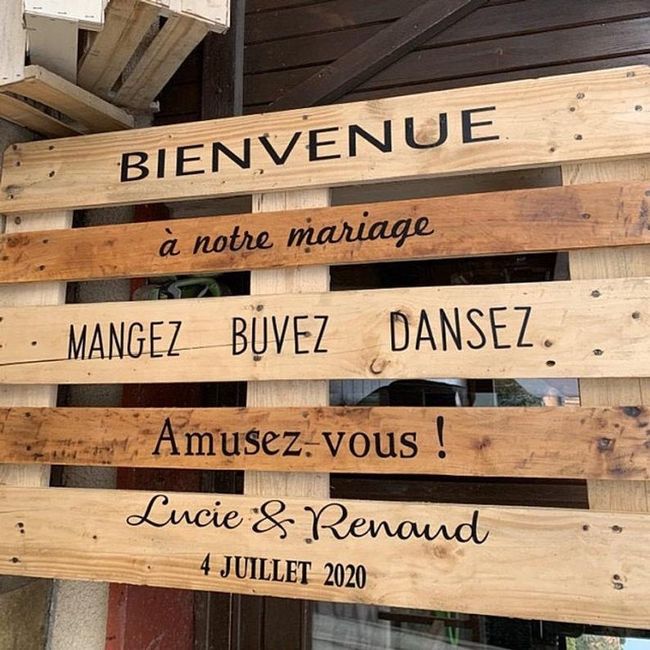 BIENVENUE
à notre mariage
MANGEZ BUVEZ DANSEZ
Amusez-vous !
Lucie & Renaud
4 JUILLET 2020